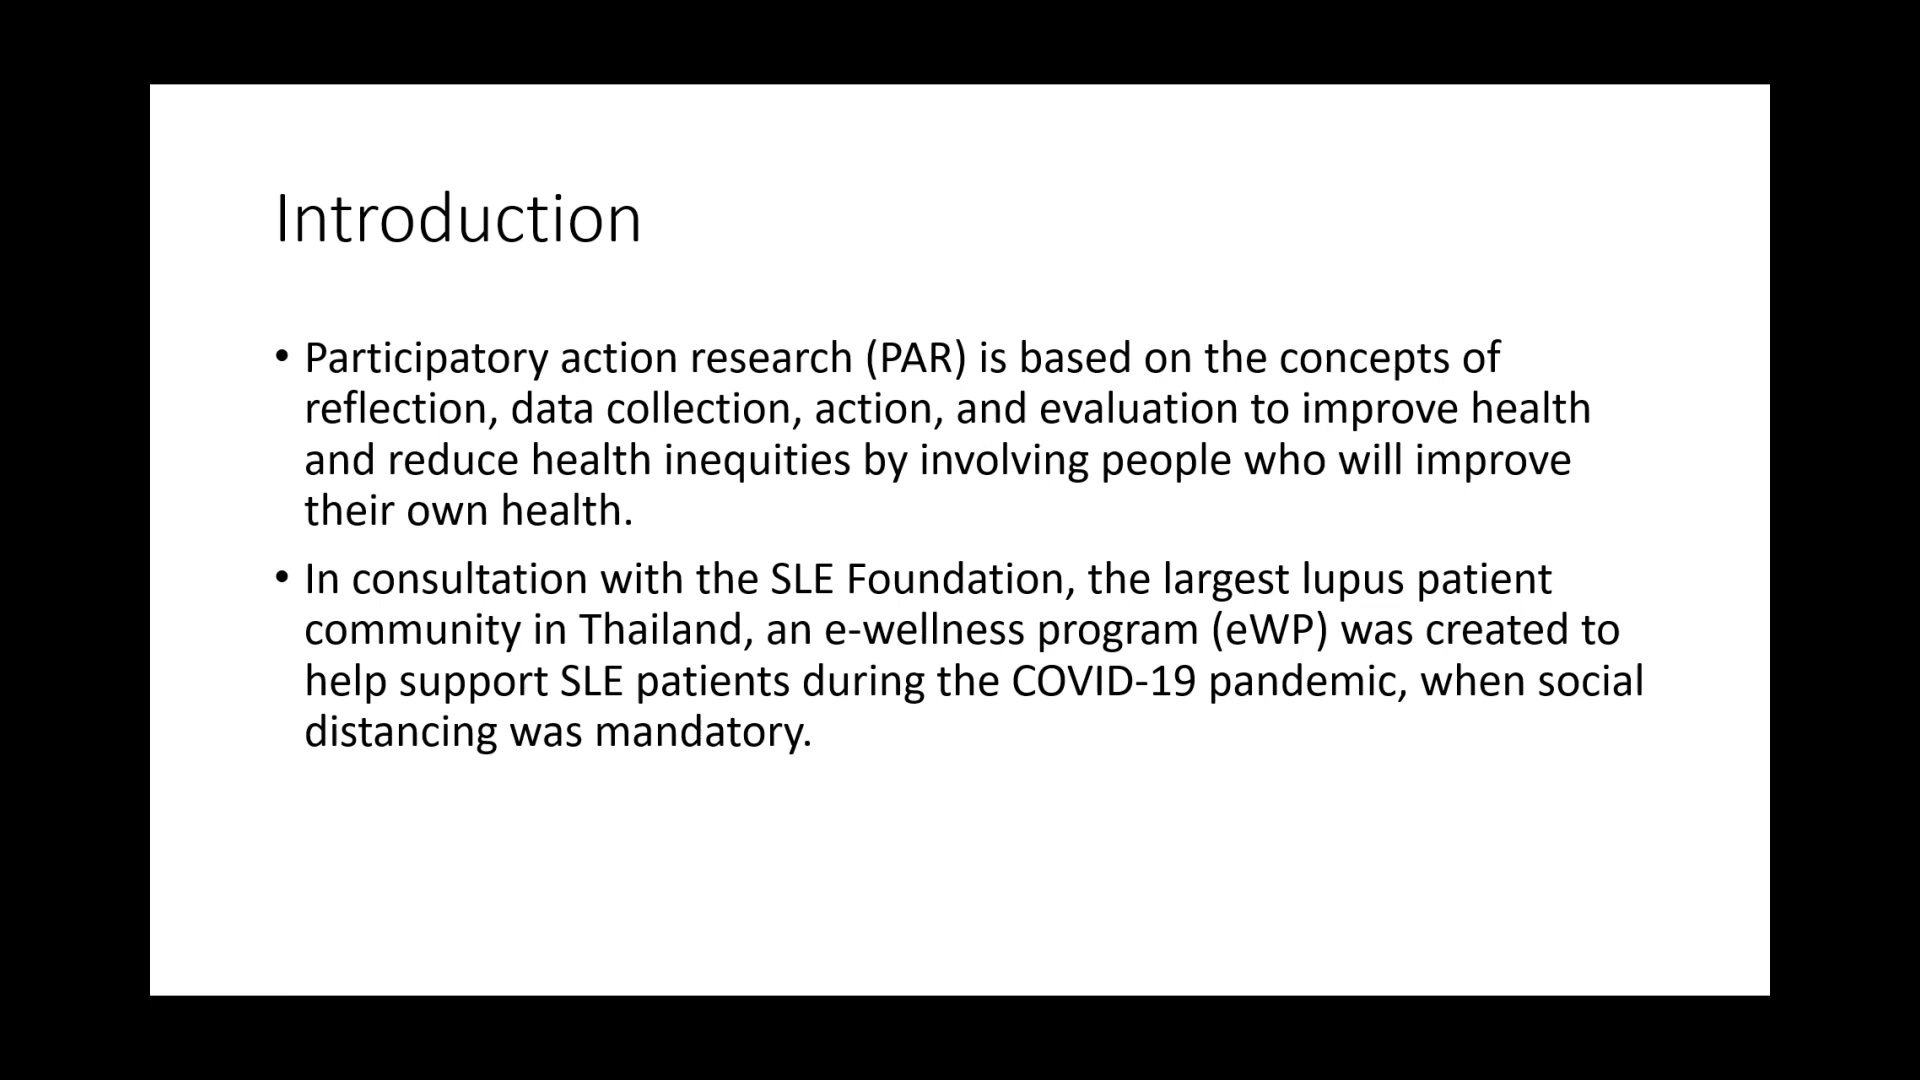 Introduction
• Participatory action research (PAR) is based on the concepts of
reflection, data collection, action, and evaluation to improve health
and reduce health inequities by involving people who will improve
their own health.
• In consultation with the SLE Foundation, the largest lupus patient
community in Thailand, an e-wellness program (eWP) was created to
help support SLE patients during the COVID-19 pandemic, when social
distancing was mandatory.